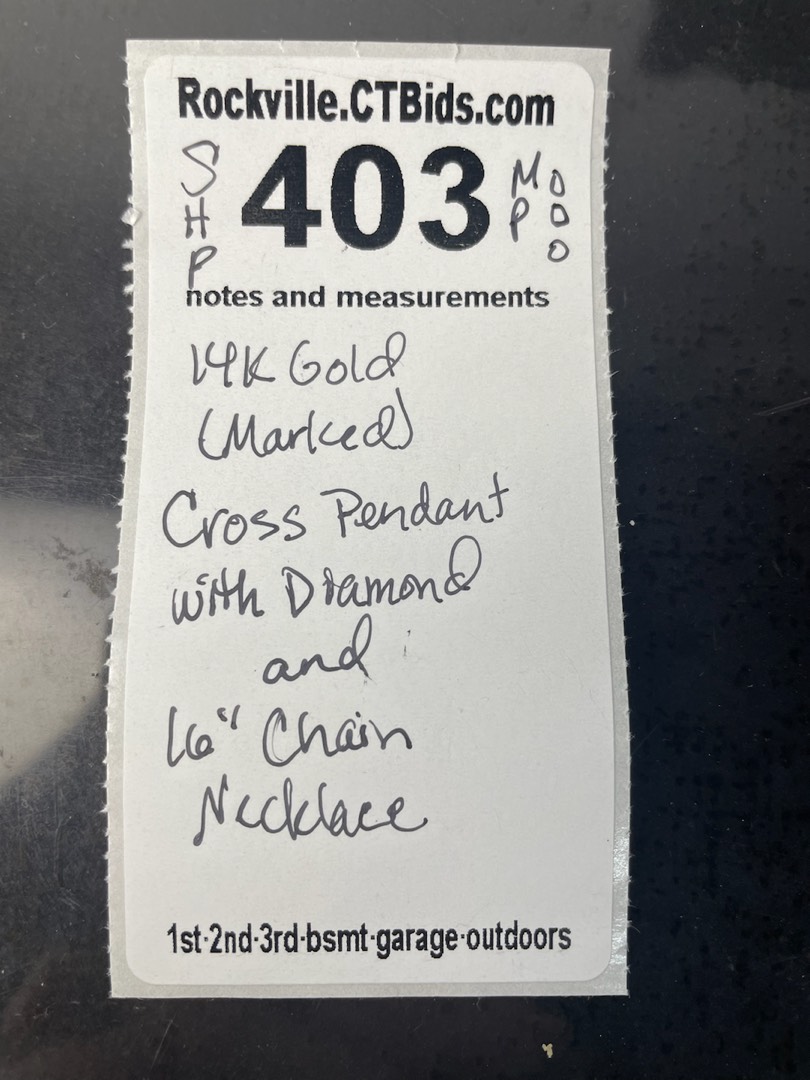 Rockville.CTBids.com
S H P 403 M P
notes and measurements
14K Gold
(Marked)
Cross Pendant
with Diamond
and
16" Chain
Necklace
1st-2nd-3rd-bsmt-garage-outdoors